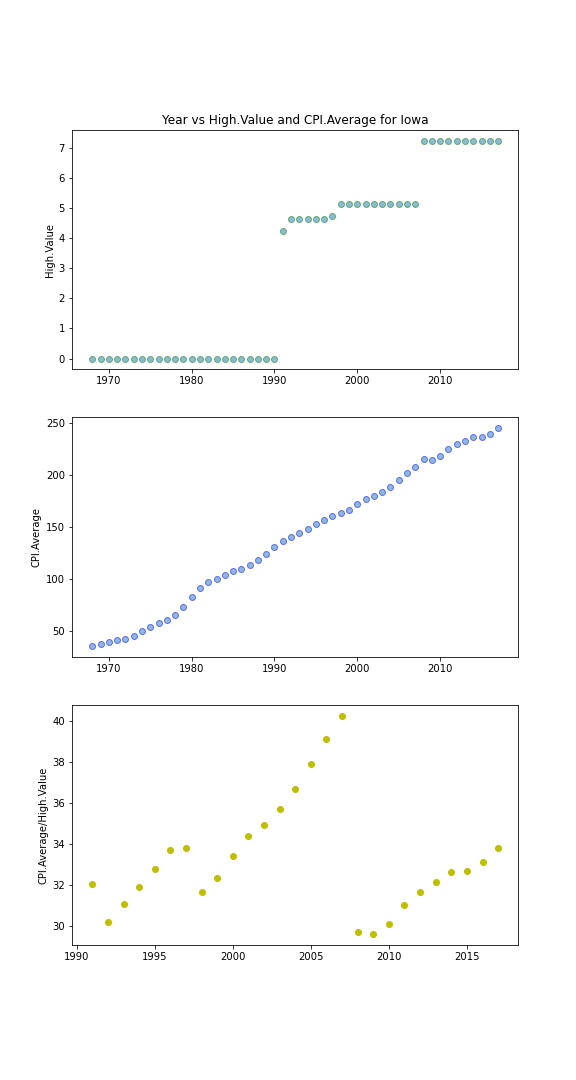 Year vs High.Value and CPI.Average for Iowa
7
6
5
4
3
2
1
0
High.Value
1970 1980 1990 2000 2010
250
200
150
100
50
CPI.Average
1970 1980 1990 2000 2010
40
38
36
34
32
30
CPI.Average/High.Value
1990 1995 2000 2005 2010 2015